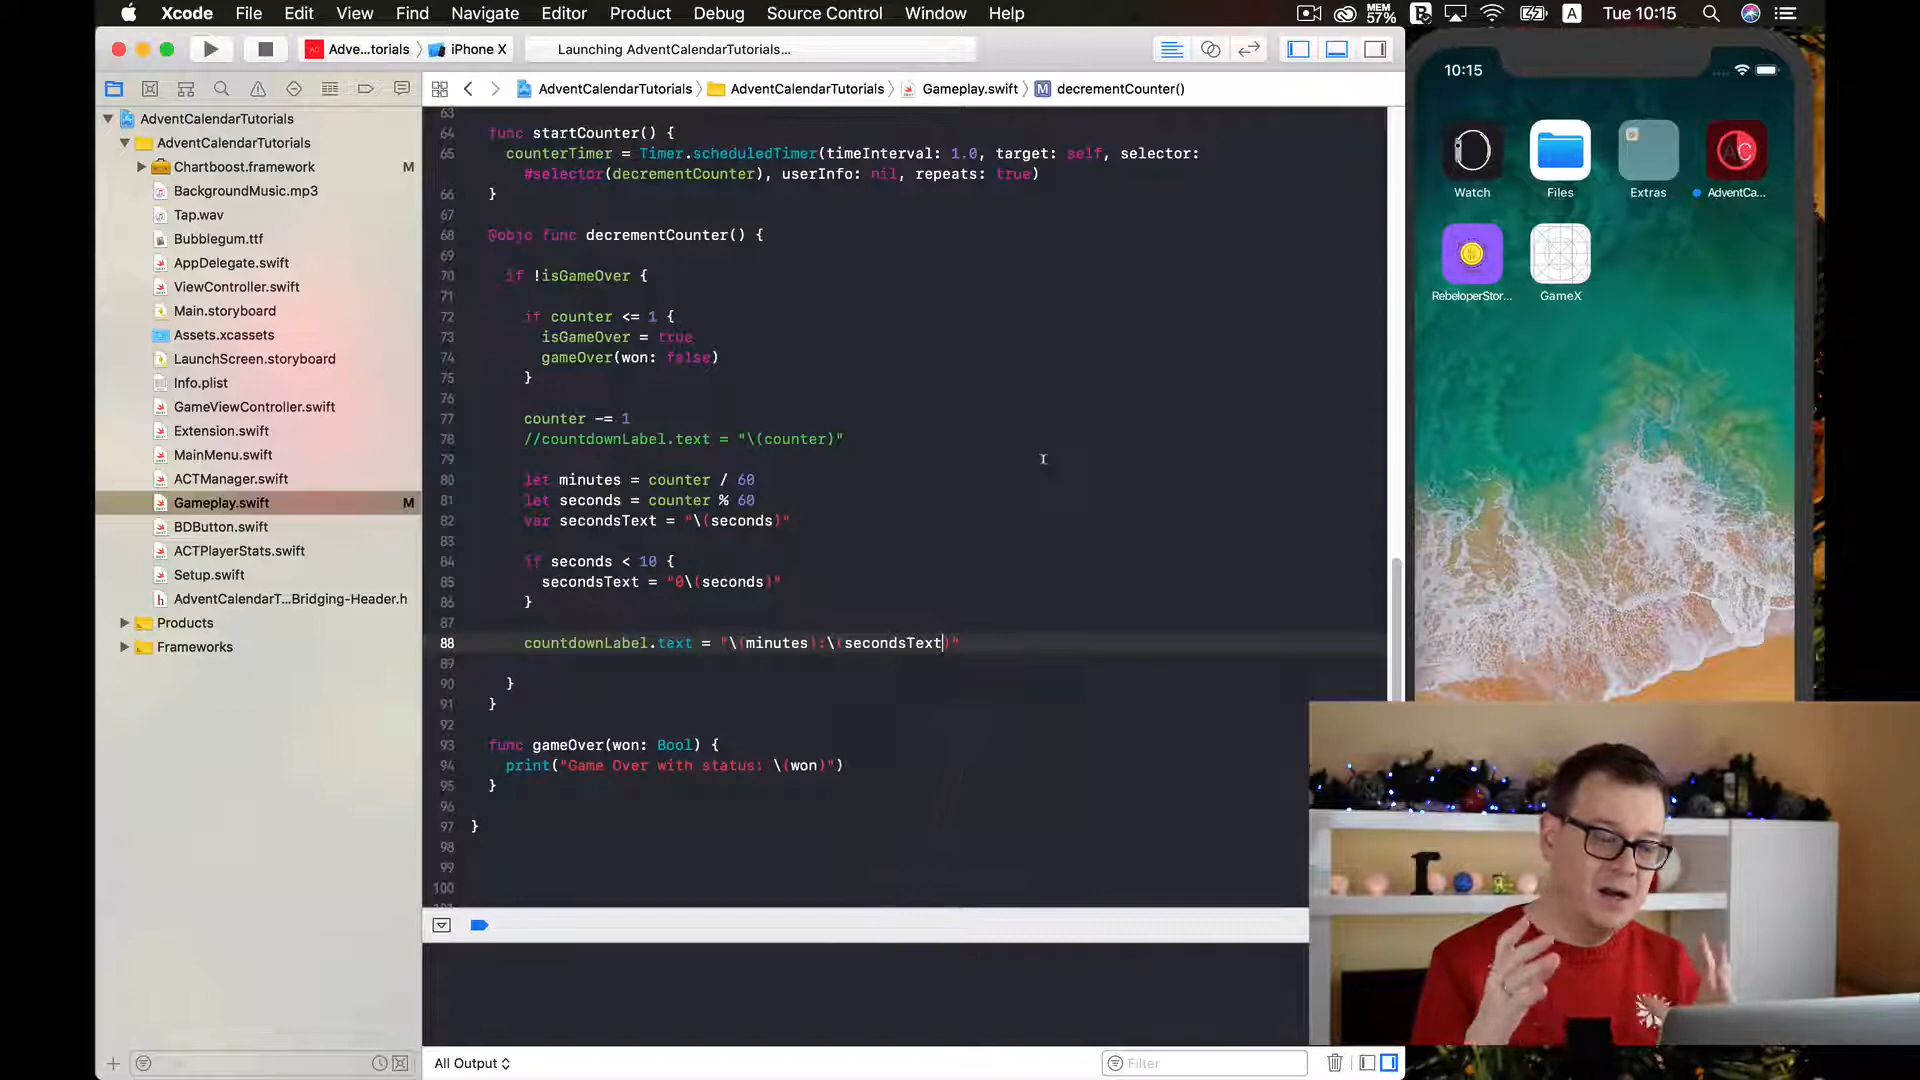 Xcode File Edit View Find Navigate Editor Product Debug Source Control Window Help MEM 57% A Tue 10:15
Adve...torials iPhone X Launching AdventCalendarTutorials...
AdventCalendarTutorials AdventCalendarTutorials Gameplay.swift M decrementCounter()
AdventCalendarTutorials
AdventCalendarTutorials
Chartboost.framework M
BackgroundMusic.mp3
Tap.wav
Bubblegum.ttf
AppDelegate.swift
ViewController.swift
Main.storyboard
Assets.xcassets
LaunchScreen.storyboard
Info.plist
GameViewController.swift
Extension.swift
MainMenu.swift
ACTManager.swift
Gameplay.swift M
BDButton.swift
ACTPlayerStats.swift
Setup.swift
h AdventCalendarT...Bridging-Header.h
Products
Frameworks
63
64 func startCounter() {
65 counterTimer = Timer.scheduledTimer(timeInterval: 1.0, target: self, selector:
#selector(decrementCounter), userInfo: nil, repeats: true)
66 }
67
68 @objc func decrementCounter() {
69
70 if !isGameOver {
71
72 if counter <= 1 {
73 isGameOver = true
74 gameOver(won: false)
75 }
76
77 counter -= 1
78 //countdownLabel.text = "\(counter)"
79
80 let minutes = counter / 60
81 let seconds = counter % 60
82 var secondsText = "\(seconds)"
83
84 if seconds < 10 {
85 secondsText = "0\(seconds)"
86 }
87
88 countdownLabel.text = "\(minutes):\(secondsText)"
89
90 }
91 }
92
93 func gameOver(won: Bool) {
94 print("Game Over with status: \(won)")
95 }
96
97 }
98
99
100
All Output
Filter
10:15
AC
Watch Files Extras AdventCa...
RebeloperStor... GameX
r